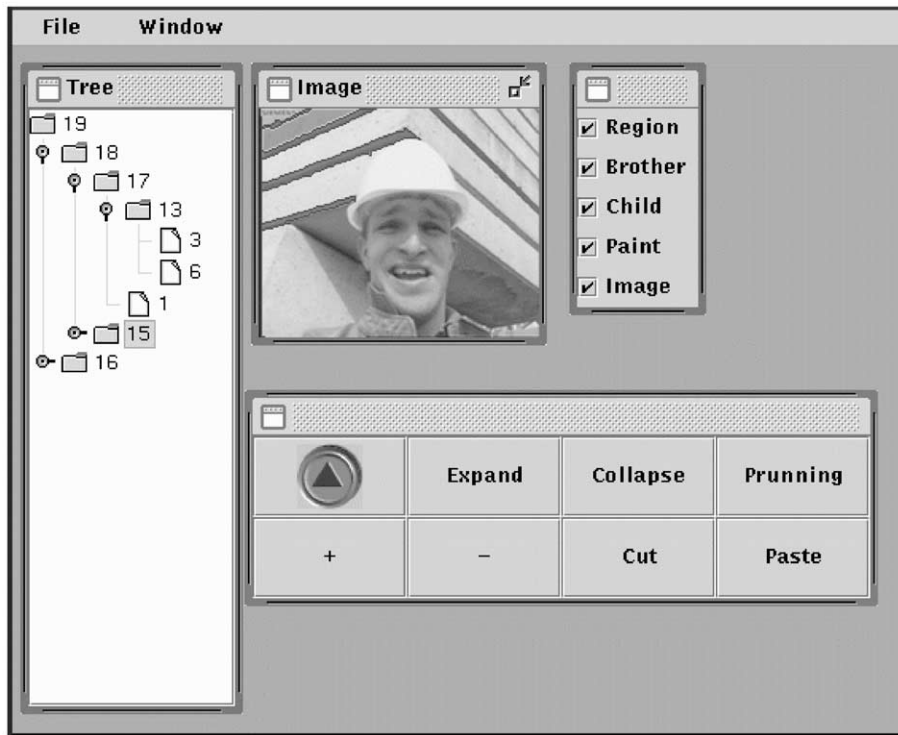 File Window
Tree
19
18
17
13
3
6
1
15
16
Image
Region
Brother
Child
Paint
Image
Expand Collapse Prunning
+ − Cut Paste